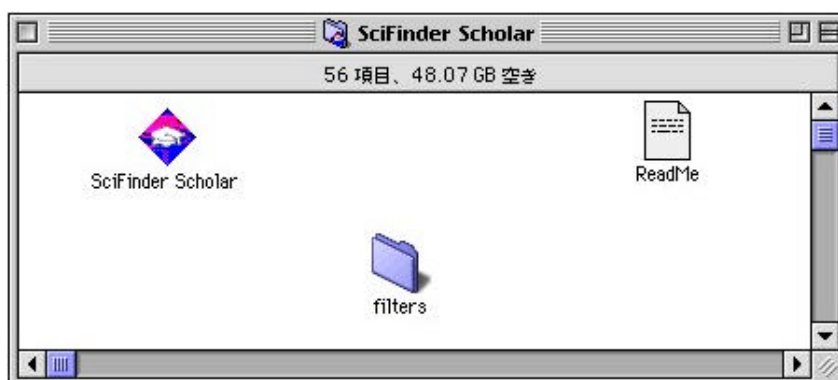 SciFinder Scholar
56 項目、48.07 GB 空き
SciFinder Scholar
ReadMe
filters